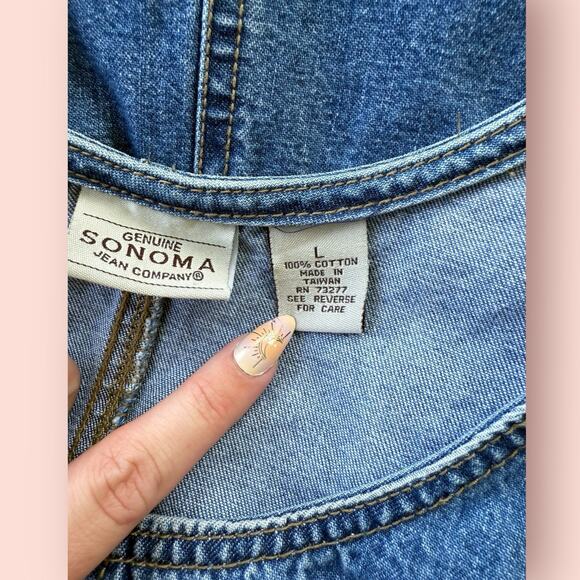 GENUINE
SONOMA
JEAN COMPANY®
L
100% COTTON
MADE IN
TAIWAN
RN 73277
SEE REVERSE
FOR CARE